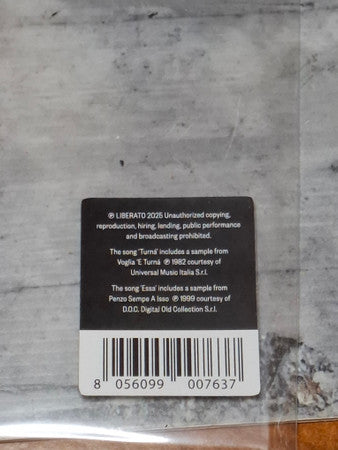 ℗ LIBERATO 2025 Unauthorized copying,
reproduction, hiring, lending, public performance
and broadcasting prohibited.
The song 'Turnà' includes a sample from
Voglia 'E Turná ℗ 1982 courtesy of
Universal Music Italia S.r.l.
The song 'Essa' includes a sample from
Penzo Sempe A Isso ℗ 1999 courtesy of
D.O.C. Digital Old Collection S.r.l.
8 056099 007637